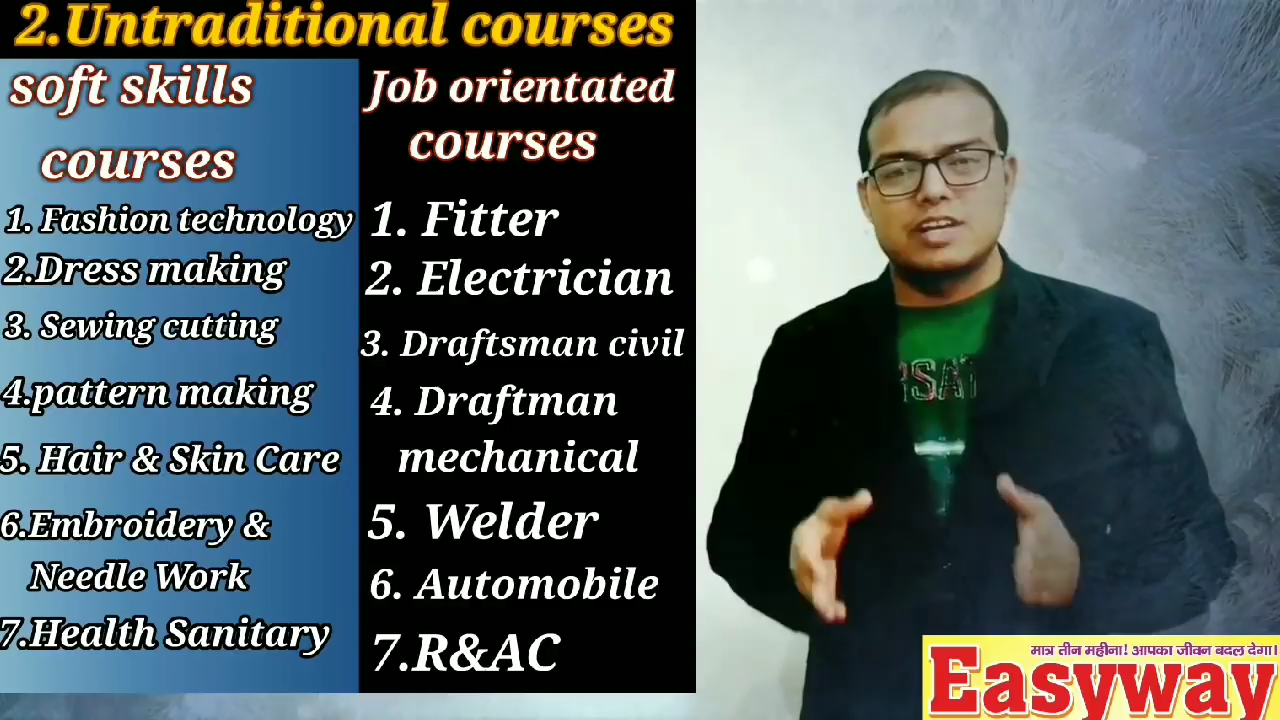 2.Untraditional courses
soft skills
courses
1. Fashion technology
2.Dress making
3. Sewing cutting
4.pattern making
5. Hair & Skin Care
6.Embroidery &
Needle Work
7.Health Sanitary
Job orientated
courses
1. Fitter
2. Electrician
3. Draftsman civil
4. Draftman
mechanical
5. Welder
6. Automobile
7.R&AC
मात्र तीन महीना! आपका जीवन बदल देगा।
Easyway